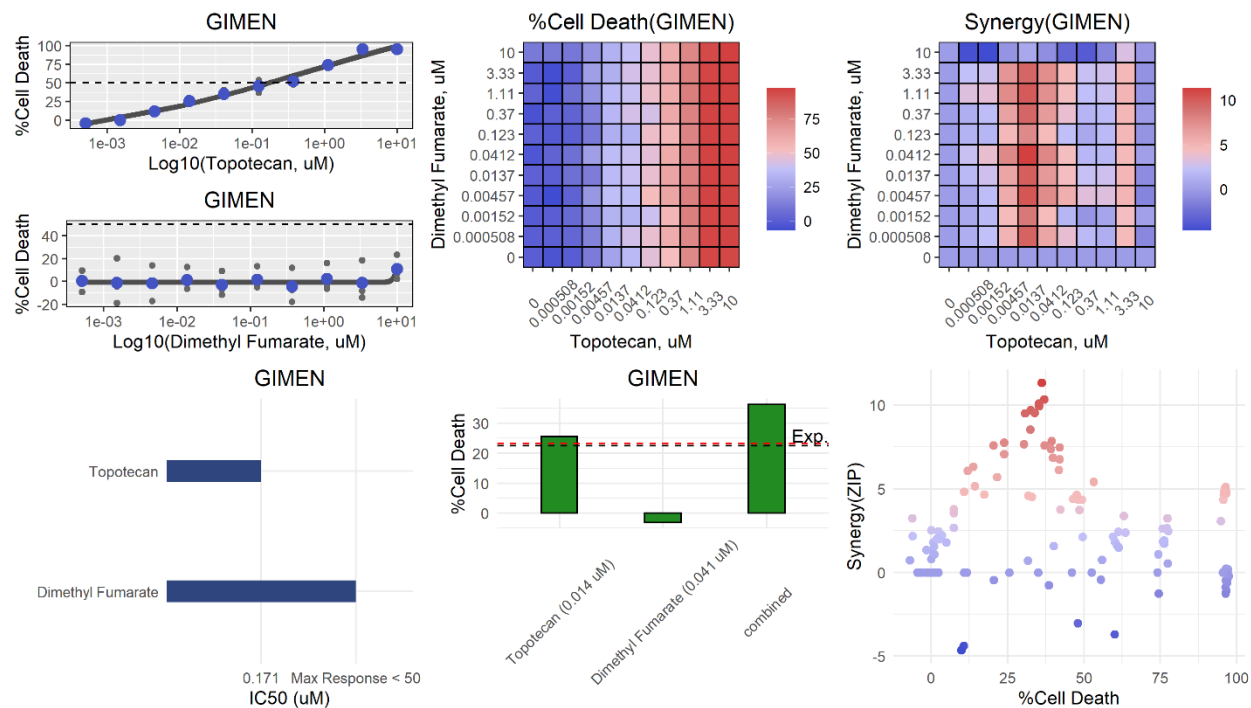 GIMEN
%Cell Death
100
75
50
25
0
1e-03 1e-02 1e-01 1e+00 1e+01
Log10(Topotecan, uM)
GIMEN
%Cell Death
40
20
0
-20
1e-03 1e-02 1e-01 1e+00 1e+01
Log10(Dimethyl Fumarate, uM)
%Cell Death(GIMEN)
Dimethyl Fumarate, uM
10
3.33
1.11
0.37
0.123
0.0412
0.0137
0.00457
0.00152
0.000508
0
0 0.000508 0.00152 0.00457 0.0137 0.0412 0.123 0.37 1.11 3.33 10
Topotecan, uM
75
50
25
0
Synergy(GIMEN)
Dimethyl Fumarate, uM
10
3.33
1.11
0.37
0.123
0.0412
0.0137
0.00457
0.00152
0.000508
0
0 0.000508 0.00152 0.00457 0.0137 0.0412 0.123 0.37 1.11 3.33 10
Topotecan, uM
10
5
0
GIMEN
Topotecan
Dimethyl Fumarate
0.171 Max Response < 50
IC50 (uM)
GIMEN
%Cell Death
30
20
10
0
Exp.
Topotecan (0.014 uM)
Dimethyl Fumarate (0.041 uM)
combined
Synergy(ZIP)
10
5
0
-5
0 25 50 75 100
%Cell Death